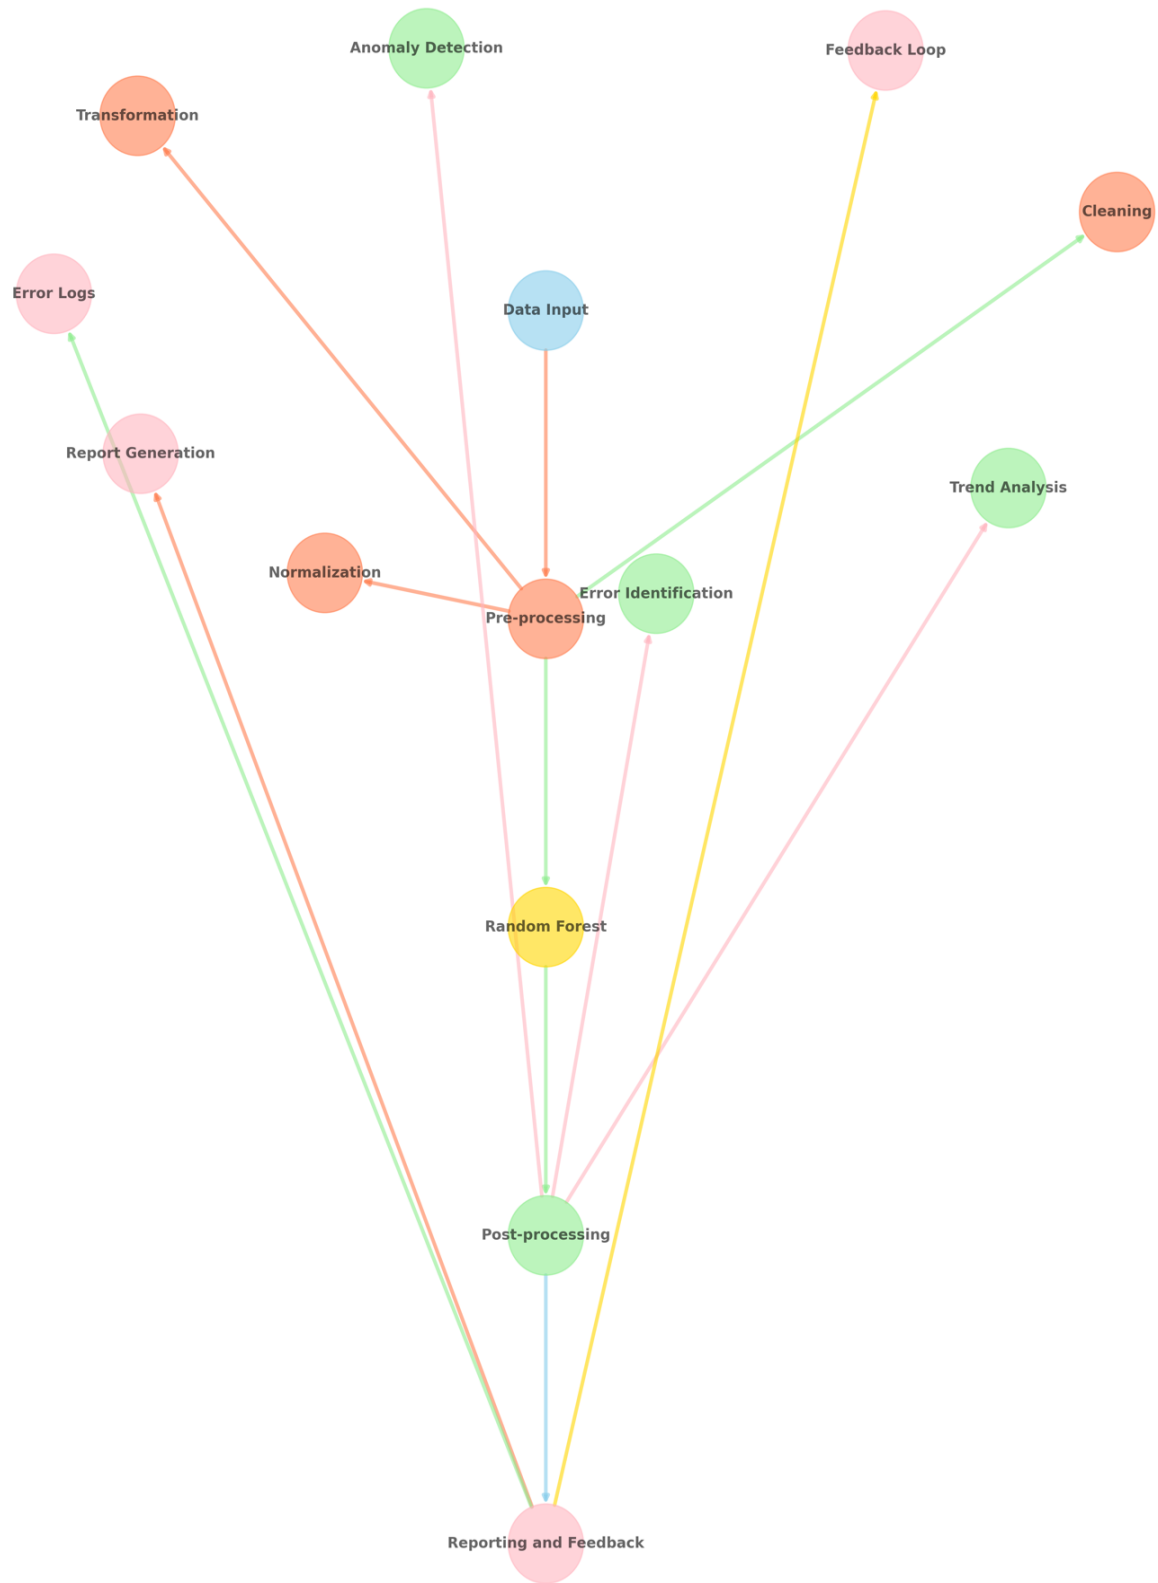 Anomaly Detection
Feedback Loop
Transformation
Cleaning
Error Logs
Data Input
Report Generation
Trend Analysis
Normalization
Error Identification
Pre-processing
Random Forest
Post-processing
Reporting and Feedback